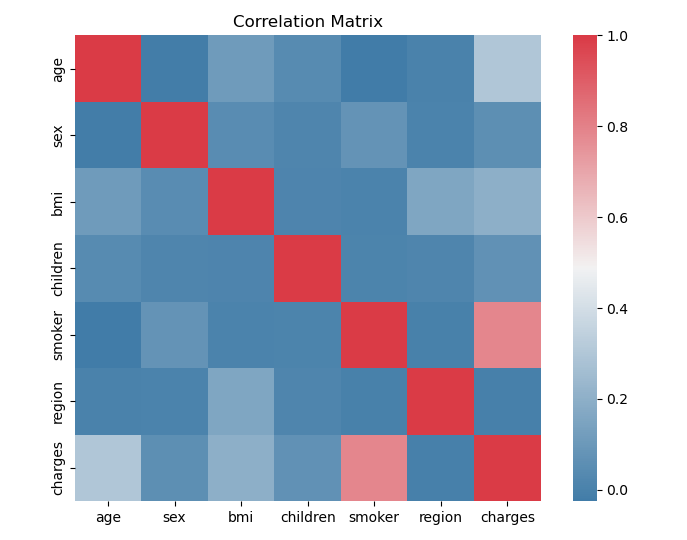 Correlation Matrix
age
sex
bmi
children
smoker
region
charges
age sex bmi children smoker region charges
1.0
0.8
0.6
0.4
0.2
0.0